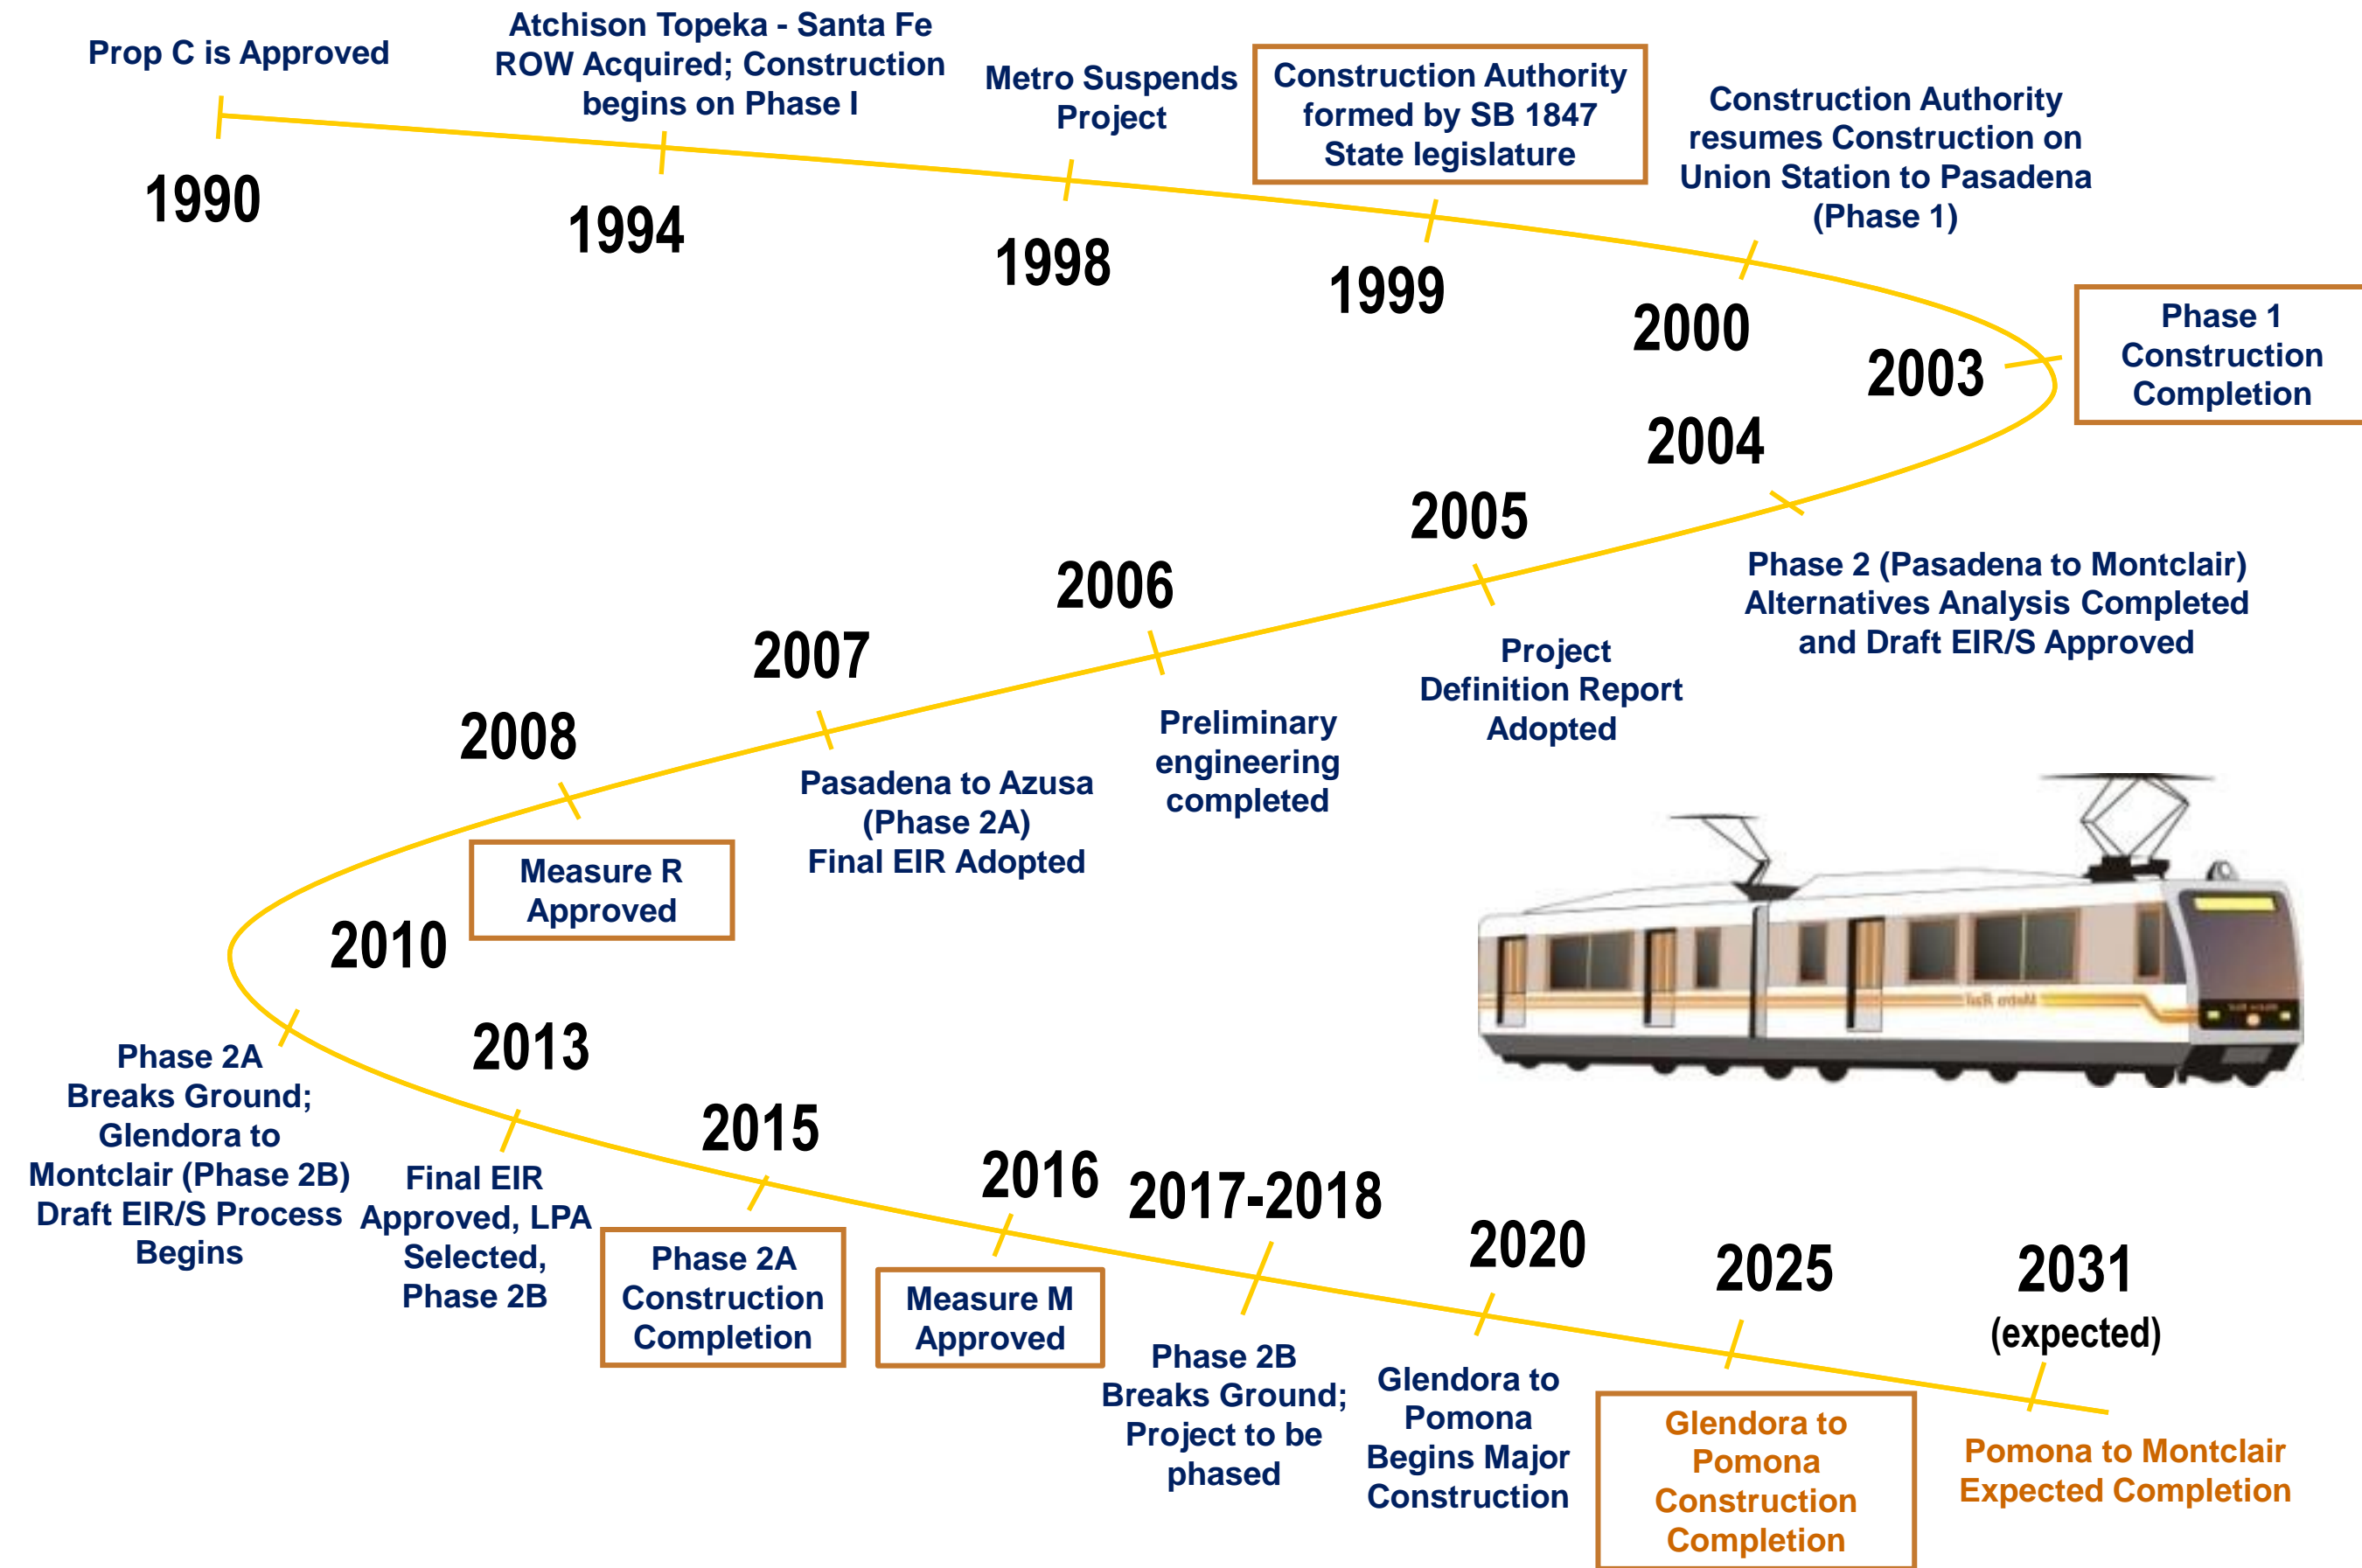 Prop C is Approved
1990
Atchison Topeka - Santa Fe
ROW Acquired; Construction
begins on Phase I
1994
Metro Suspends
Project
1998
Construction Authority
formed by SB 1847
State legislature
1999
Construction Authority
resumes Construction on
Union Station to Pasadena
(Phase 1)
2000
Phase 1
Construction
Completion
2003
2004
Phase 2 (Pasadena to Montclair)
Alternatives Analysis Completed
and Draft EIR/S Approved
2005
Project
Definition Report
Adopted
2006
Preliminary
engineering
completed
2007
Pasadena to Azusa
(Phase 2A)
Final EIR Adopted
2008
Measure R
Approved
2010
Phase 2A
Breaks Ground;
Glendora to
Montclair (Phase 2B)
Draft EIR/S Process
Begins
2013
Final EIR
Approved, LPA
Selected,
Phase 2B
2015
Phase 2A
Construction
Completion
2016
Measure M
Approved
2017-2018
Phase 2B
Breaks Ground;
Project to be
phased
2020
Glendora to
Pomona
Begins Major
Construction
2025
Glendora to
Pomona
Construction
Completion
2031
(expected)
Pomona to Montclair
Expected Completion
Metro Rail